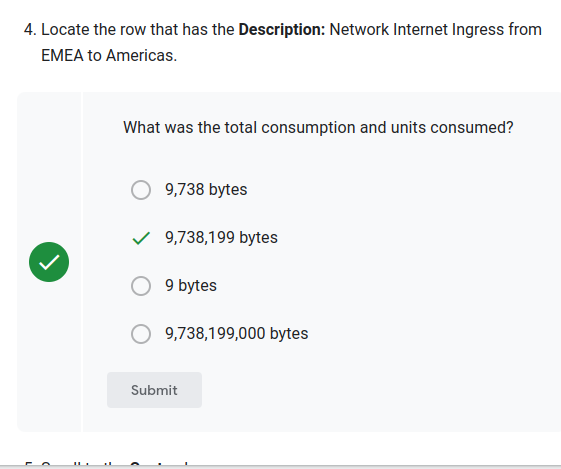 4. Locate the row that has the Description: Network Internet Ingress from
EMEA to Americas.
What was the total consumption and units consumed?
9,738 bytes
9,738,199 bytes
9 bytes
9,738,199,000 bytes
Submit